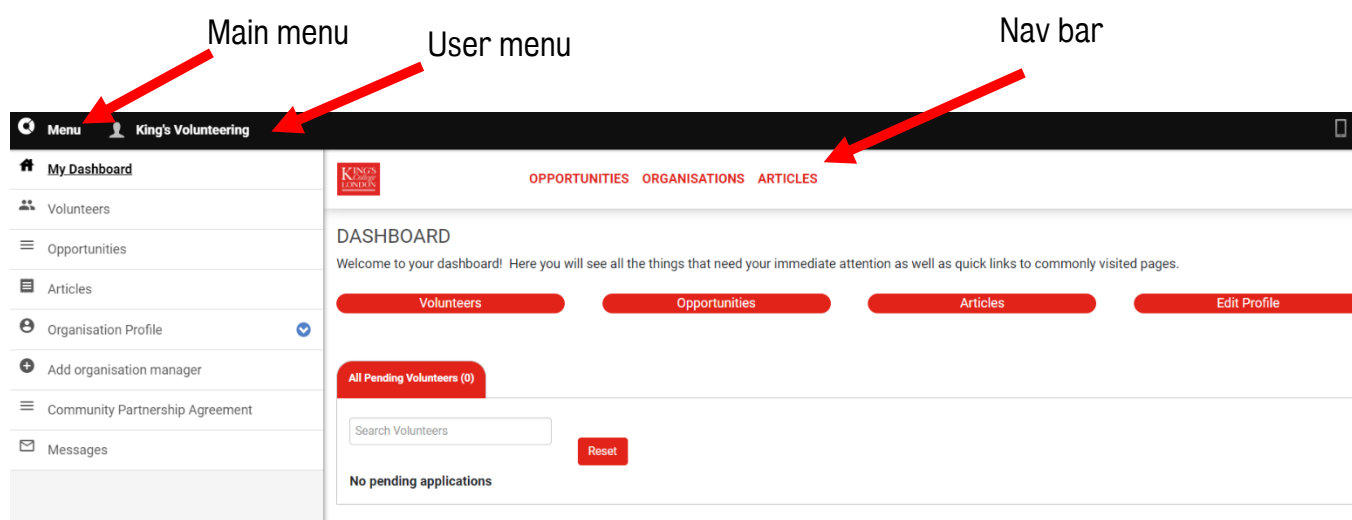 Main menu
User menu
Nav bar
Menu King's Volunteering
My Dashboard
Volunteers
Opportunities
Articles
Organisation Profile
Add organisation manager
Community Partnership Agreement
Messages
KING'S
College
LONDON
OPPORTUNITIES ORGANISATIONS ARTICLES
DASHBOARD
Welcome to your dashboard! Here you will see all the things that need your immediate attention as well as quick links to commonly visited pages.
Volunteers Opportunities Articles Edit Profile
All Pending Volunteers (0)
Search Volunteers
Reset
No pending applications